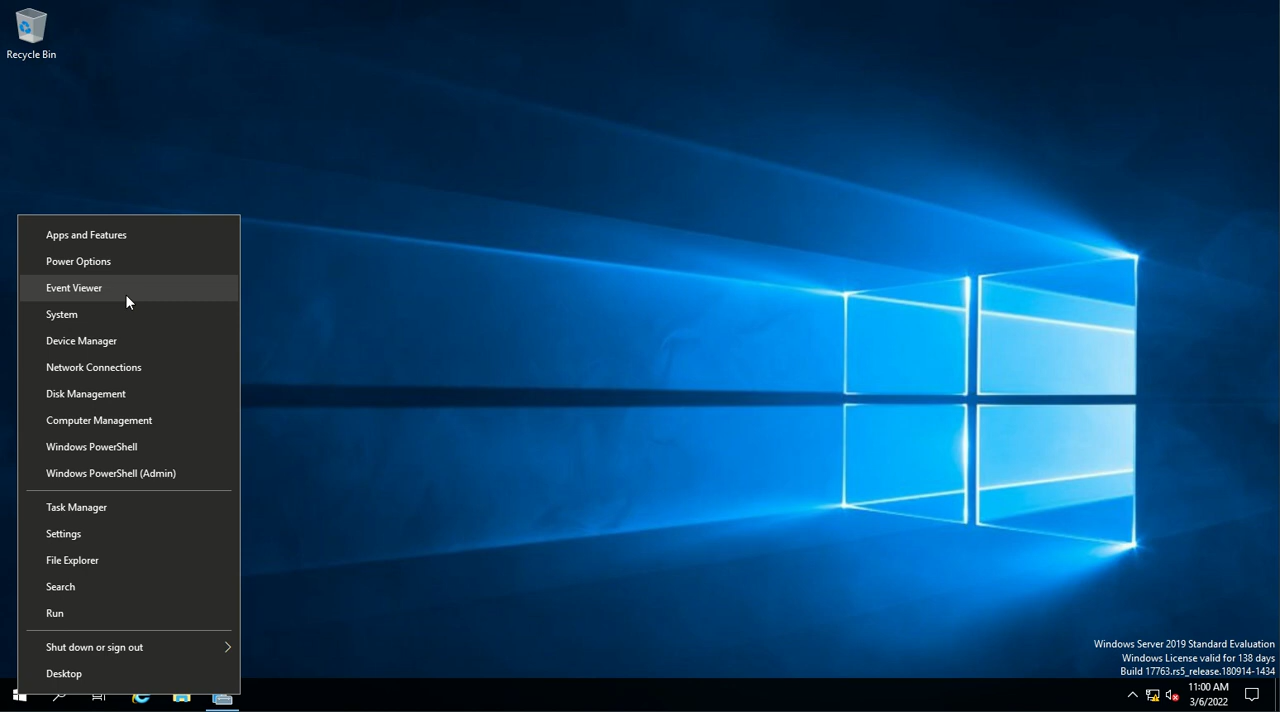 Recycle Bin
Apps and Features
Power Options
Event Viewer
System
Device Manager
Network Connections
Disk Management
Computer Management
Windows PowerShell
Windows PowerShell (Admin)
Task Manager
Settings
File Explorer
Search
Run
Shut down or sign out
Desktop
Windows Server 2019 Standard Evaluation
Windows License valid for 138 days
Build 17763.rs5_release.180914-1434
11:00 AM
3/6/2022